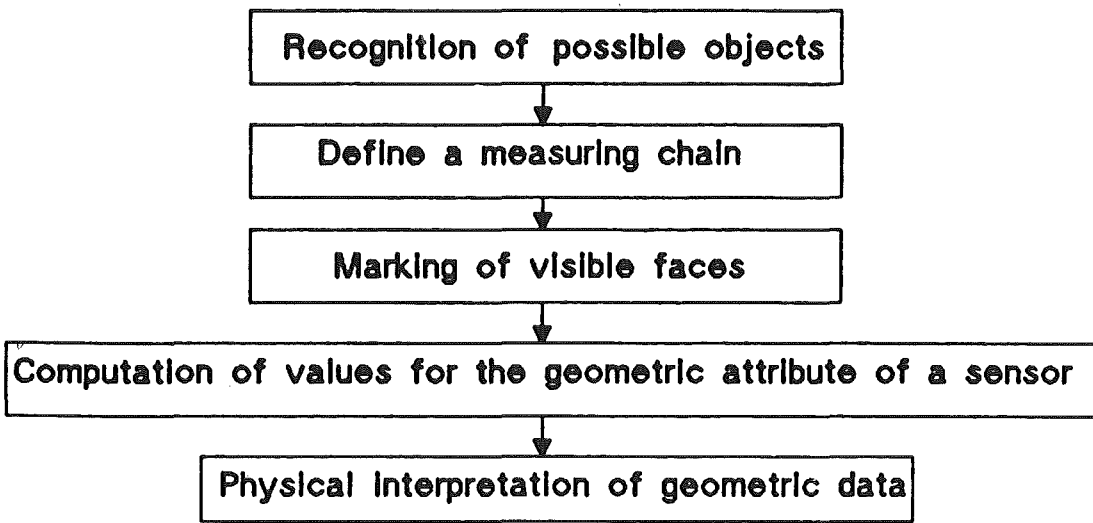 Recognition of possible objects
Define a measuring chain
Marking of visible faces
Computation of values for the geometric attribute of a sensor
Physical interpretation of geometric data